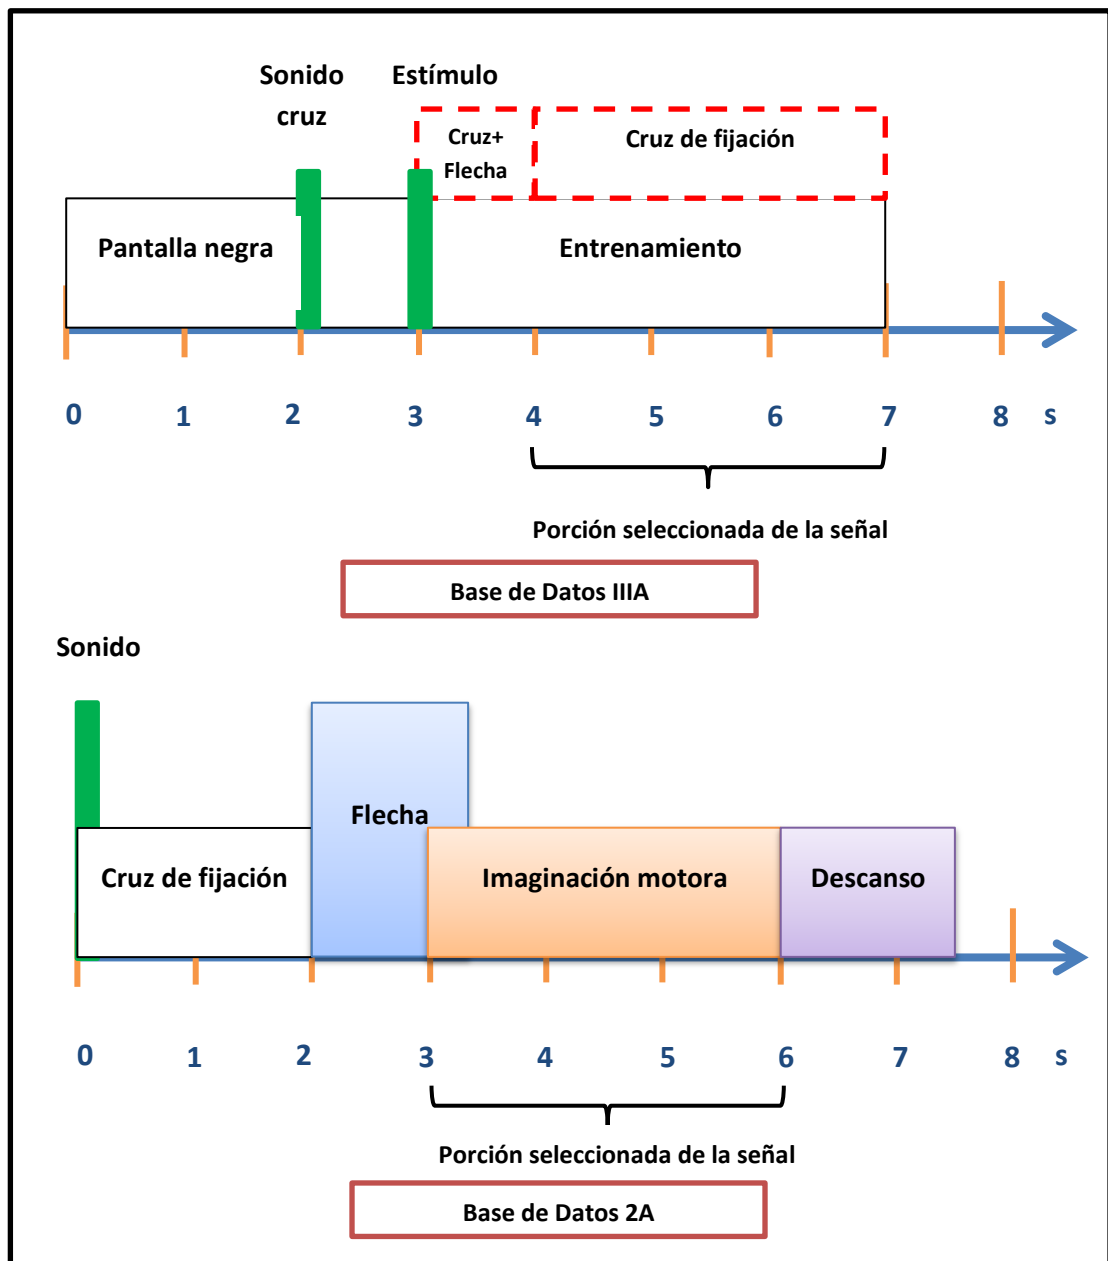 Sonido
cruz
Estímulo
Cruz+
Flecha
Cruz de fijación
Pantalla negra
Entrenamiento
0 1 2 3 4 5 6 7 8 s
Porción seleccionada de la señal
Base de Datos IIIA
Sonido
Flecha
Cruz de fijación
Imaginación motora
Descanso
0 1 2 3 4 5 6 7 8 s
Porción seleccionada de la señal
Base de Datos 2A